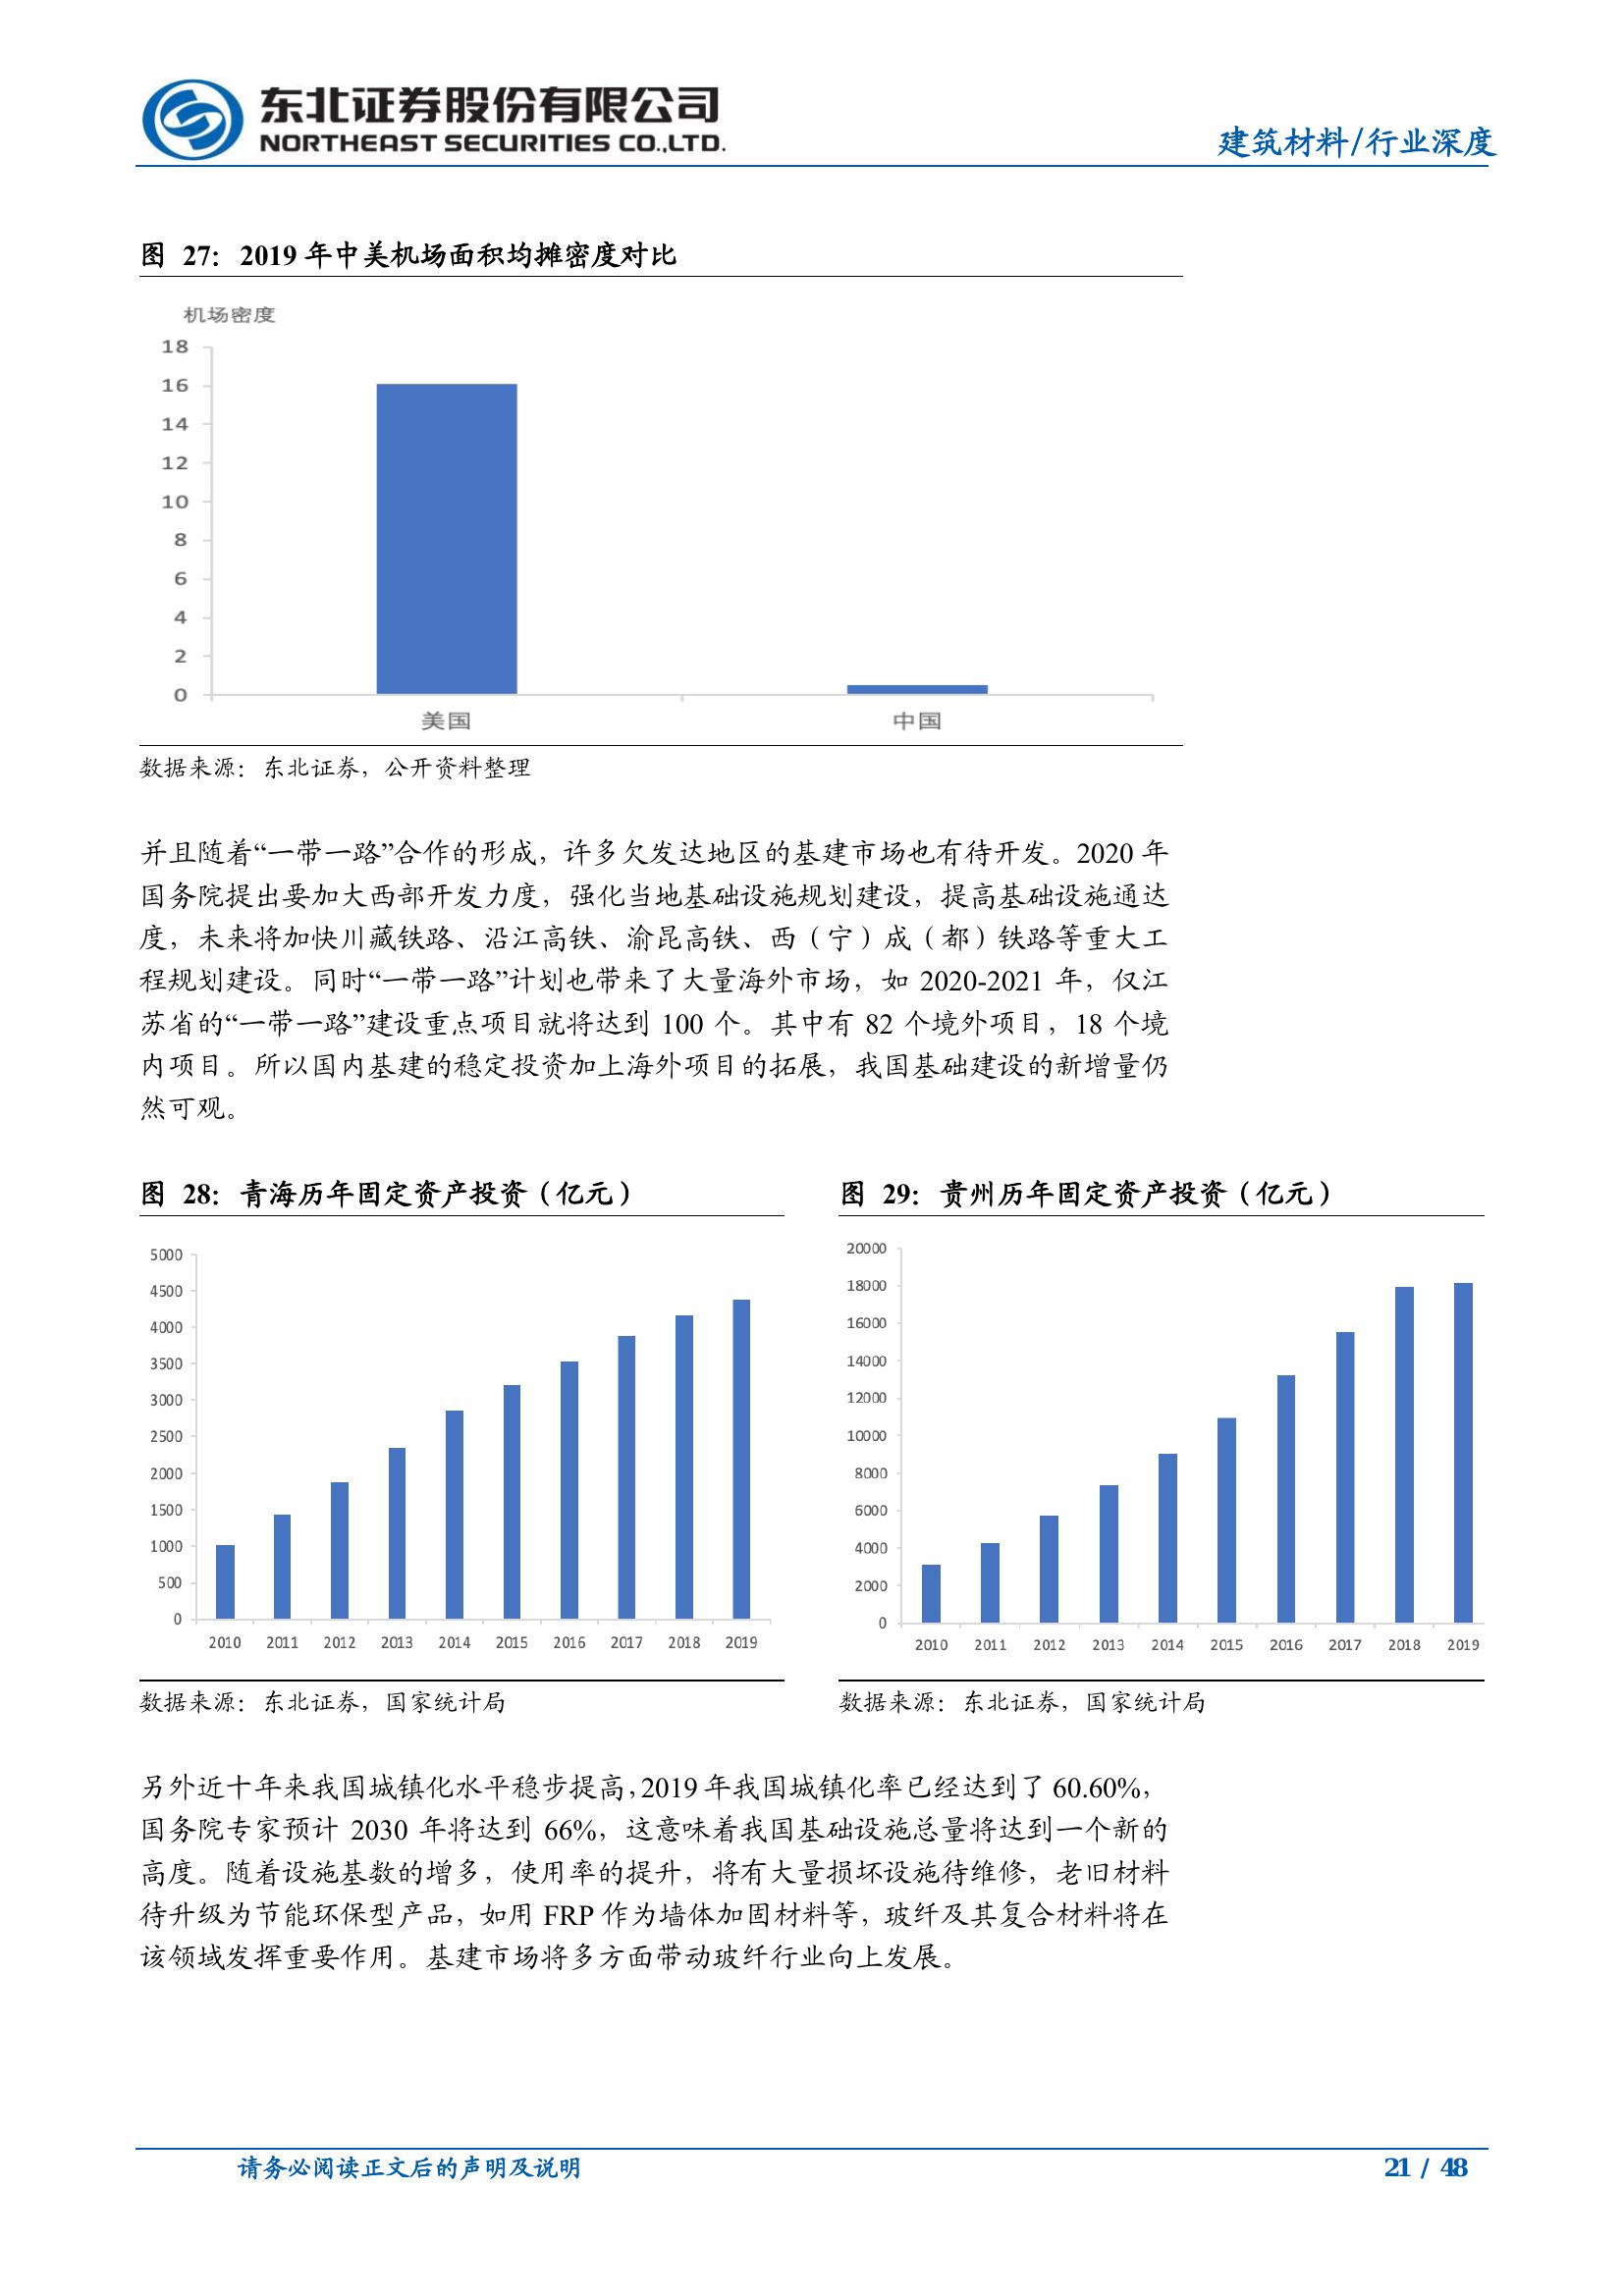 东北证券股份有限公司
NORTHEAST SECURITIES CO.,LTD.
建筑材料/行业深度
图 27：2019 年中美机场面积均摊密度对比
机场密度
18
16
14
12
10
8
6
4
2
0
美国 中国
数据来源：东北证券，公开资料整理
并且随着“一带一路”合作的形成，许多欠发达地区的基建市场也有待开发。2020 年
国务院提出要加大西部开发力度，强化当地基础设施规划建设，提高基础设施通达
度，未来将加快川藏铁路、沿江高铁、渝昆高铁、西（宁）成（都）铁路等重大工
程规划建设。同时“一带一路”计划也带来了大量海外市场，如 2020-2021 年，仅江
苏省的“一带一路”建设重点项目就将达到 100 个。其中有 82 个境外项目，18 个境
内项目。所以国内基建的稳定投资加上海外项目的拓展，我国基础建设的新增量仍
然可观。
图 28：青海历年固定资产投资（亿元）
5000
4500
4000
3500
3000
2500
2000
1500
1000
500
0
2010 2011 2012 2013 2014 2015 2016 2017 2018 2019
数据来源：东北证券，国家统计局
图 29：贵州历年固定资产投资（亿元）
20000
18000
16000
14000
12000
10000
8000
6000
4000
2000
0
2010 2011 2012 2013 2014 2015 2016 2017 2018 2019
数据来源：东北证券，国家统计局
另外近十年来我国城镇化水平稳步提高，2019 年我国城镇化率已经达到了 60.60%，
国务院专家预计 2030 年将达到 66%，这意味着我国基础设施总量将达到一个新的
高度。随着设施基数的增多，使用率的提升，将有大量损坏设施待维修，老旧材料
待升级为节能环保型产品，如用 FRP 作为墙体加固材料等，玻纤及其复合材料将在
该领域发挥重要作用。基建市场将多方面带动玻纤行业向上发展。
请务必阅读正文后的声明及说明
21 / 48